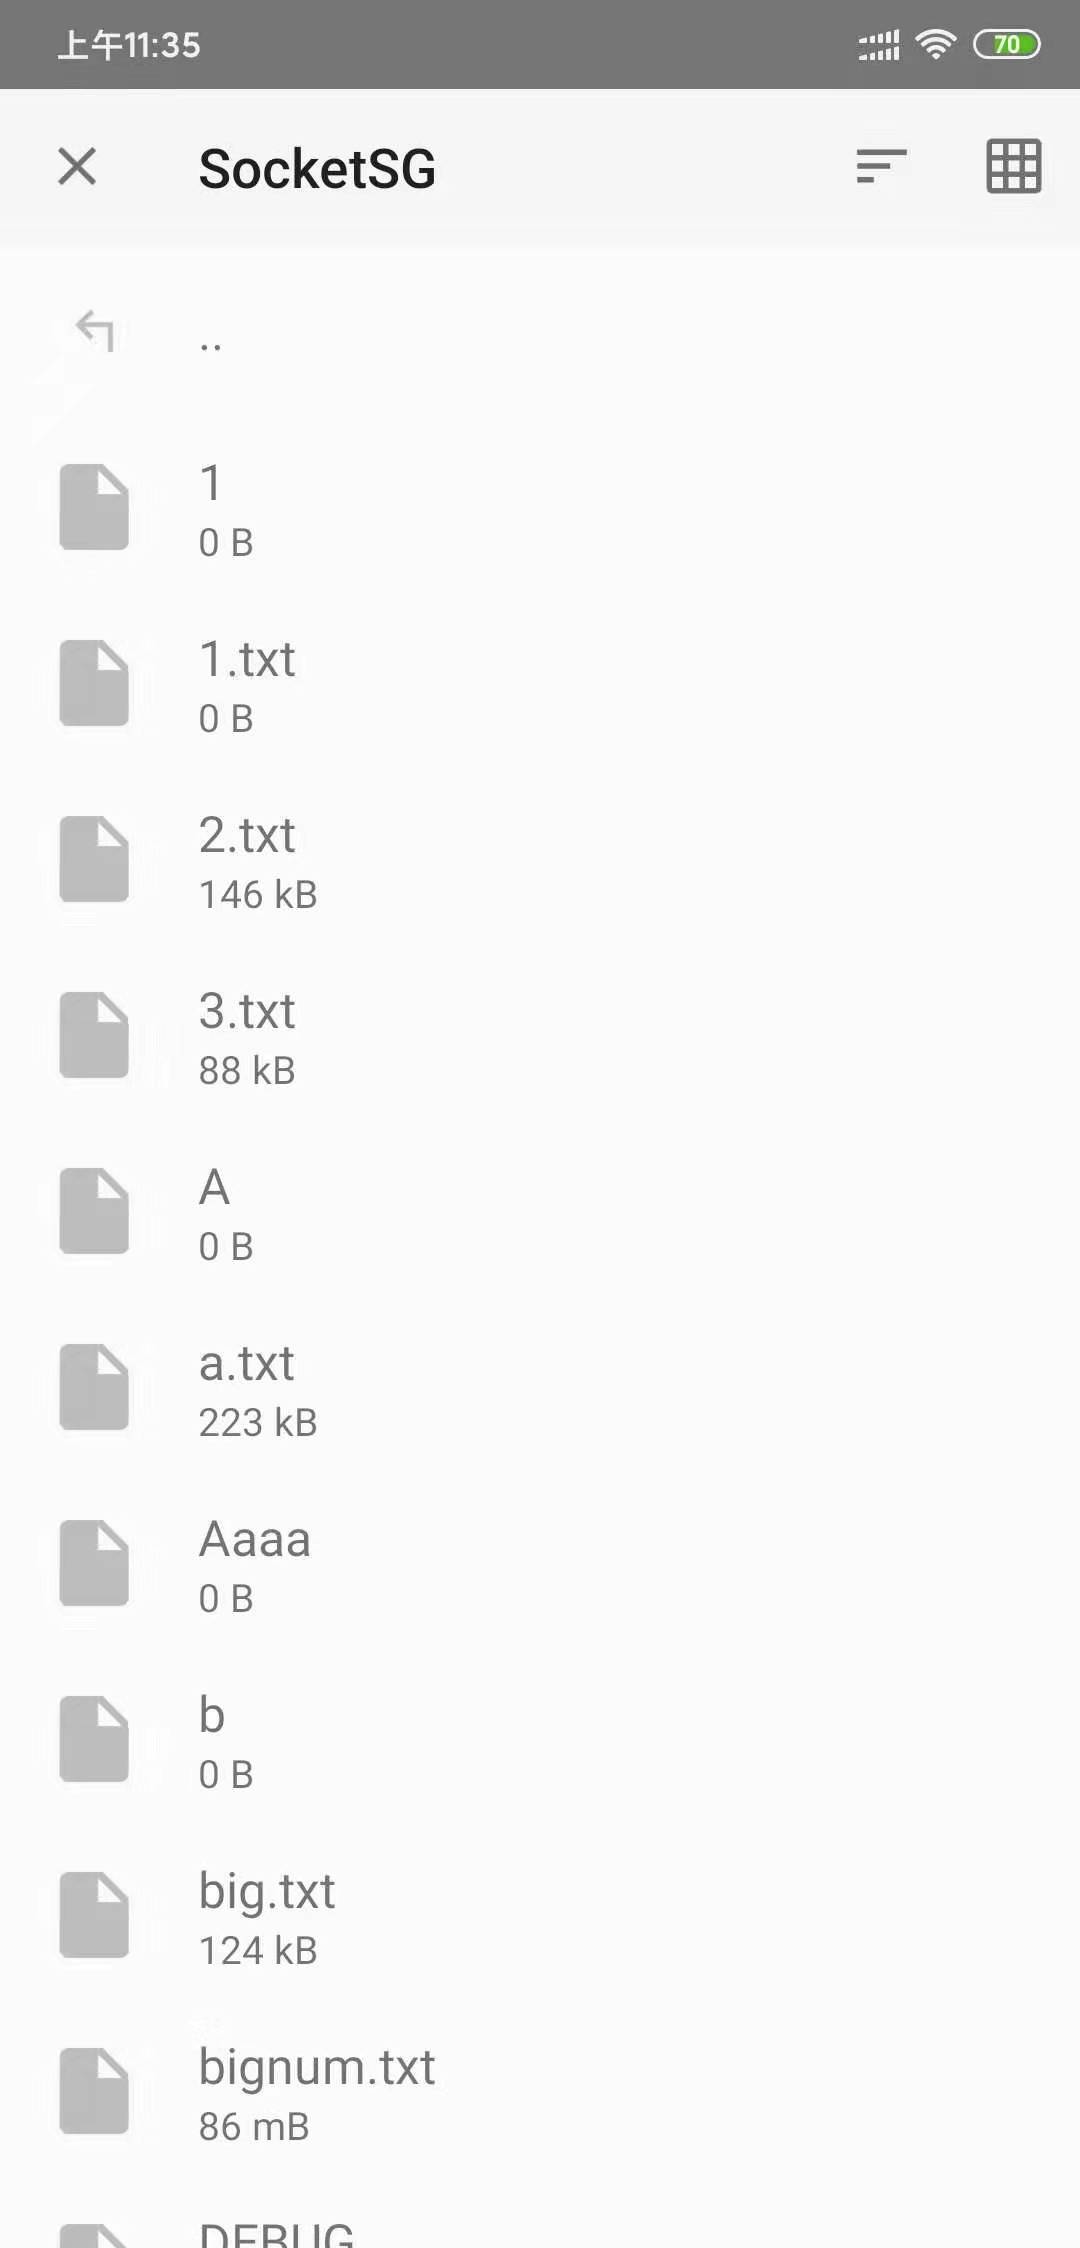 上午11:35
70
SocketSG
..
1
0 B
1.txt
0 B
2.txt
146 kB
3.txt
88 kB
A
0 B
a.txt
223 kB
Aaaa
0 B
b
0 B
big.txt
124 kB
bignum.txt
86 mB
DEBUG